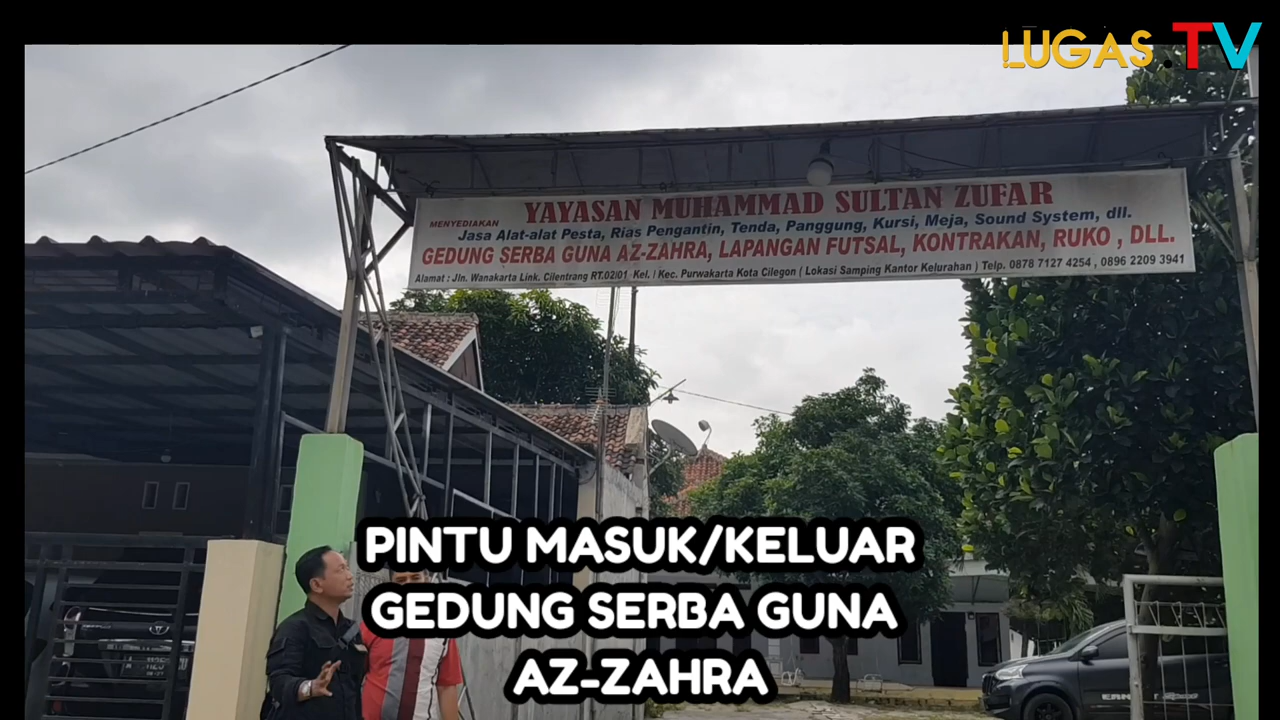 LUGAS.TV
YAYASAN MUHAMMAD SULTAN ZUFAR
MENYEDIAKAN
Jasa Alat-alat Pesta, Rias Pengantin, Tenda, Panggung, Kursi, Meja, Sound System, dll.
GEDUNG SERBA GUNA AZ-ZAHRA, LAPANGAN FUTSAL, KONTRAKAN, RUKO , DLL.
Alamat : Jln. Wanakarta Link. Cilentrang RT.02/01 Kel. / Kec. Purwakarta Kota Cilegon ( Lokasi Samping Kantor Kelurahan ) Telp. 0878 7127 4254 , 0896 2209 3941
PINTU MASUK/KELUAR
GEDUNG SERBA GUNA
AZ-ZAHRA